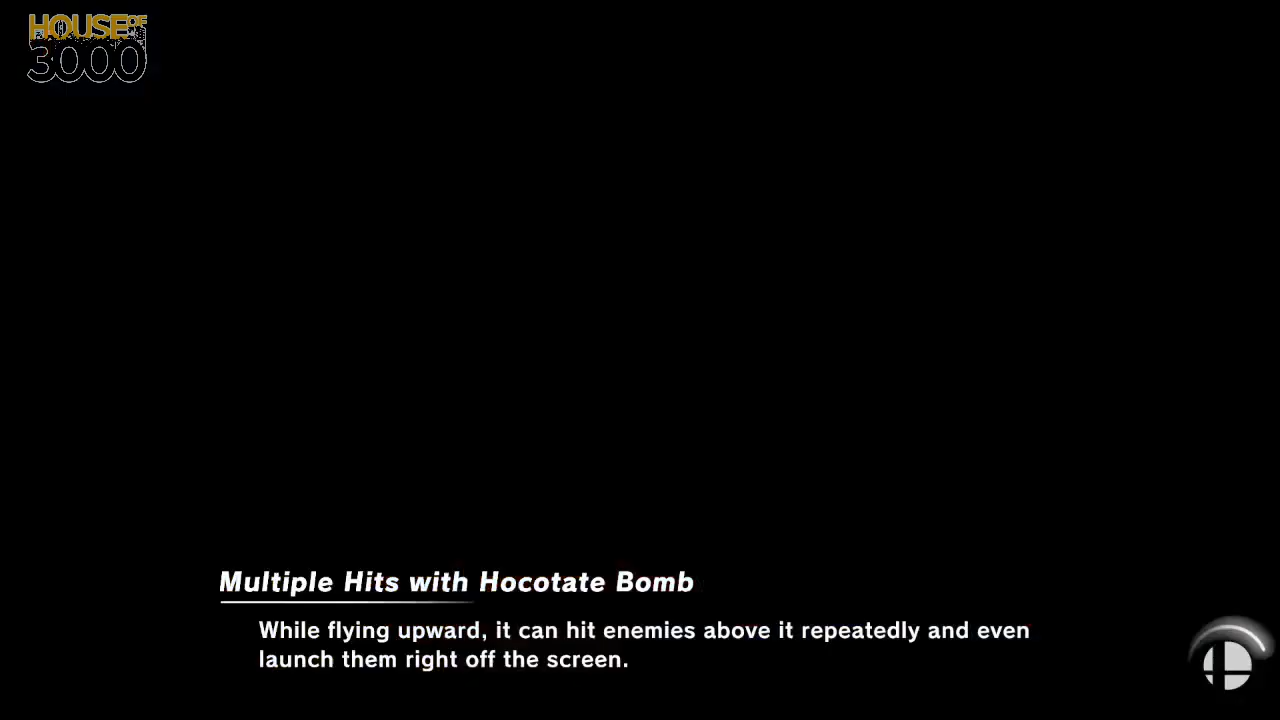 HOUSE OF
3000
Multiple Hits with Hocotate Bomb
While flying upward, it can hit enemies above it repeatedly and even
launch them right off the screen.